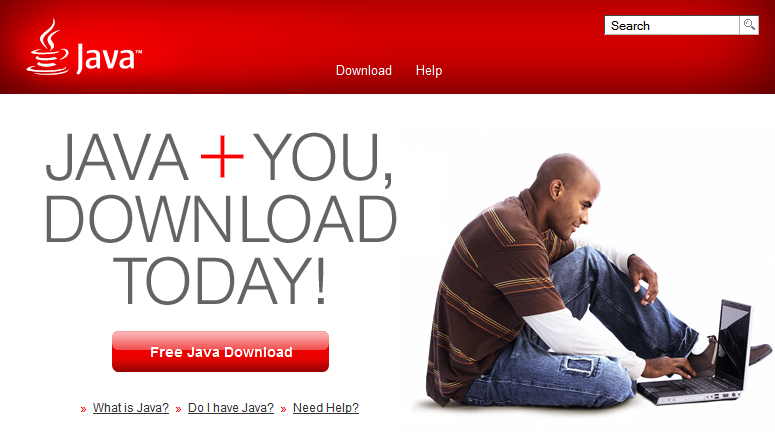 Java™
Search
Download Help
JAVA + YOU,
DOWNLOAD
TODAY!
Free Java Download
» What is Java? » Do I have Java? » Need Help?